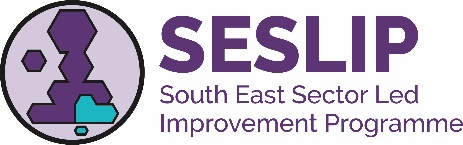 SESLIP
South East Sector Led
Improvement Programme